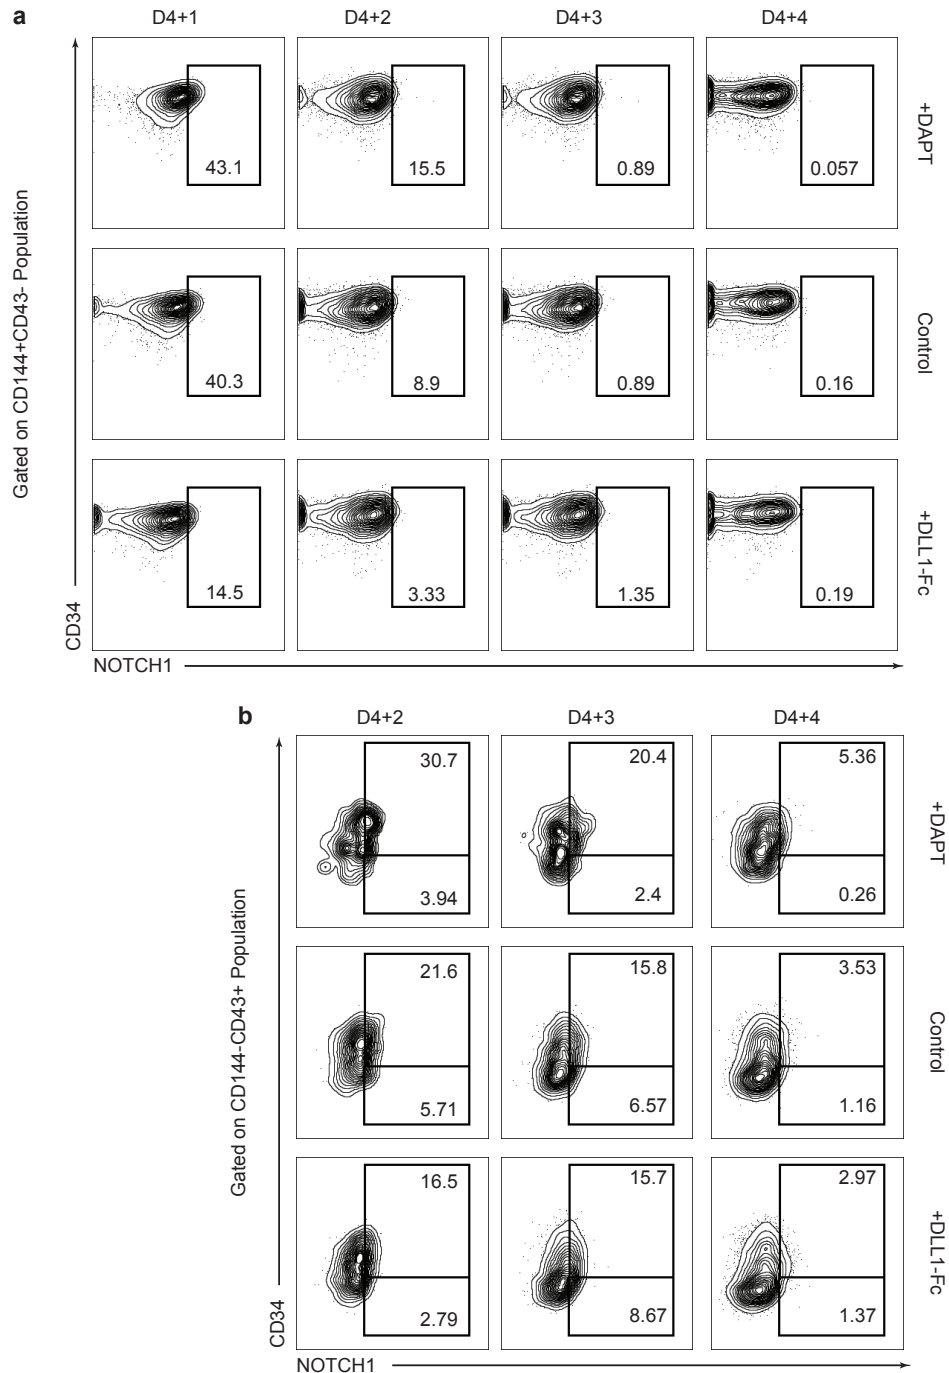 a
D4+1 D4+2 D4+3 D4+4
43.1 15.5 0.89 0.057
+DAPT
40.3 8.9 0.89 0.16
Control
14.5 3.33 1.35 0.19
+DLL1-Fc
Gated on CD144+CD43- Population
CD34
NOTCH1
b
D4+2 D4+3 D4+4
30.7 20.4 5.36
3.94 2.4 0.26
+DAPT
21.6 15.8 3.53
5.71 6.57 1.16
Control
16.5 15.7 2.97
2.79 8.67 1.37
+DLL1-Fc
Gated on CD144-CD43+ Population
CD34
NOTCH1